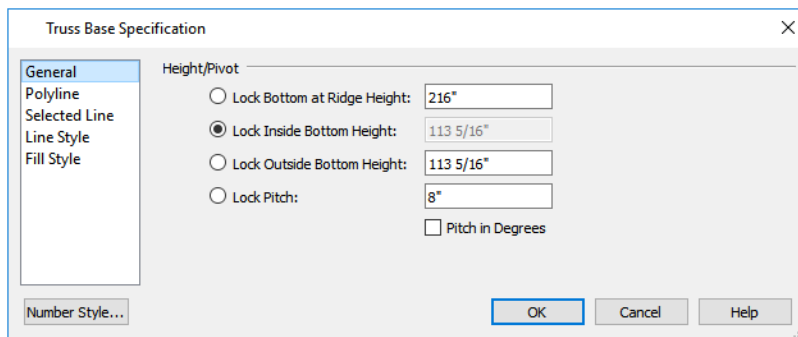 Truss Base Specification
General
Polyline
Selected Line
Line Style
Fill Style
Height/Pivot
Lock Bottom at Ridge Height: 216"
Lock Inside Bottom Height: 113 5/16"
Lock Outside Bottom Height: 113 5/16"
Lock Pitch: 8"
Pitch in Degrees
Number Style... OK Cancel Help